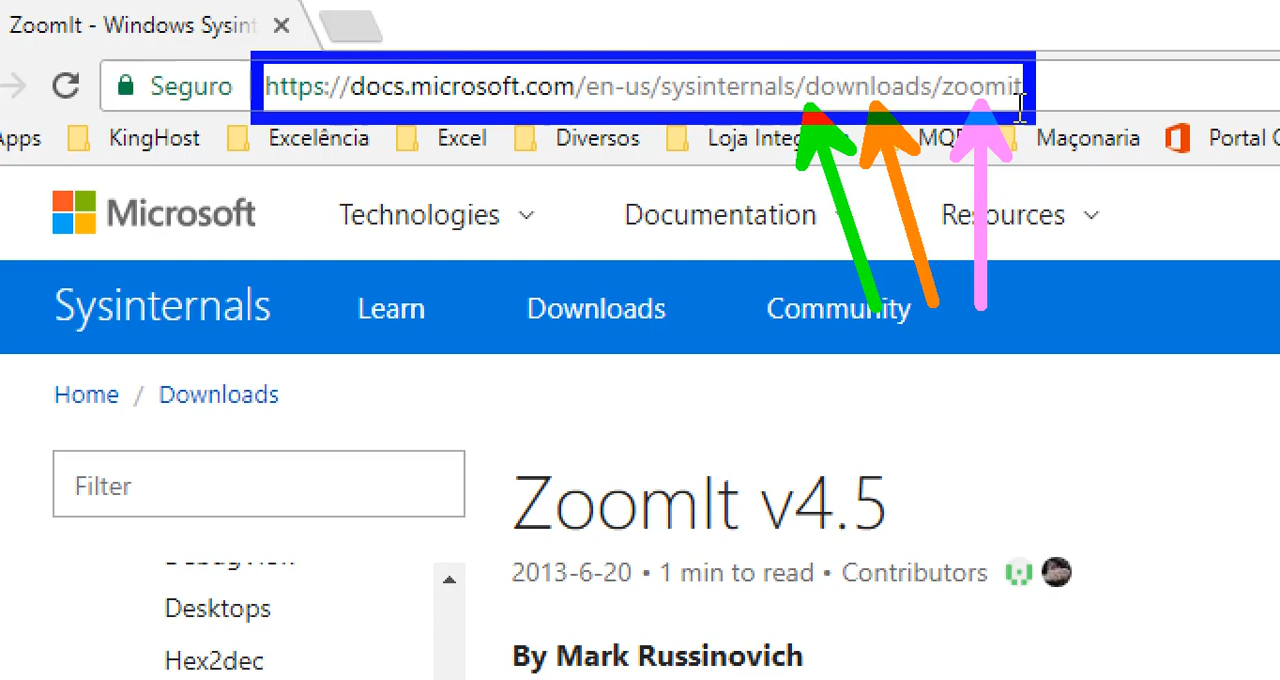 ZoomIt - Windows Sysint
Seguro https://docs.microsoft.com/en-us/sysinternals/downloads/zoomit
Apps KingHost Excelência Excel Diversos Loja Maçonaria Portal
Microsoft Technologies Documentation Resources
Sysinternals Learn Downloads Community
Home / Downloads
Filter
ZoomIt v4.5
2013-6-20 • 1 min to read • Contributors
Desktops
Hex2dec
By Mark Russinovich